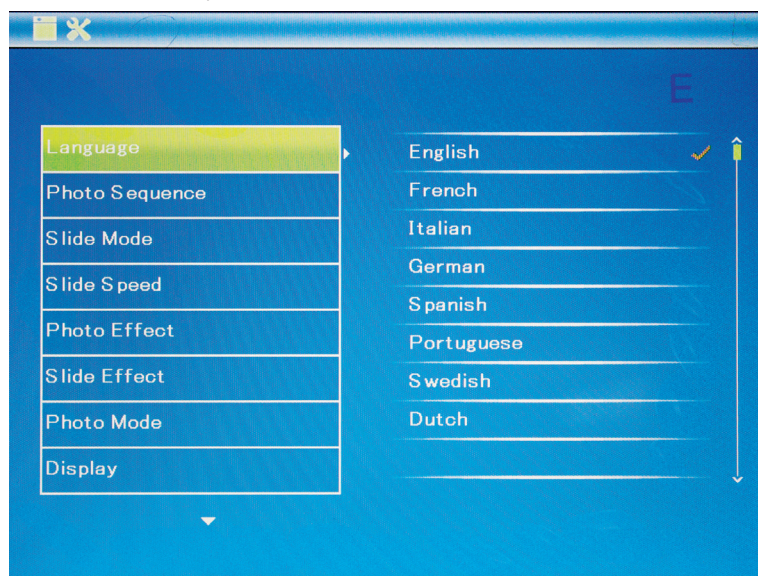 E
Language
Photo Sequence
Slide Mode
Slide Speed
Photo Effect
Slide Effect
Photo Mode
Display
English
French
Italian
German
Spanish
Portuguese
Swedish
Dutch